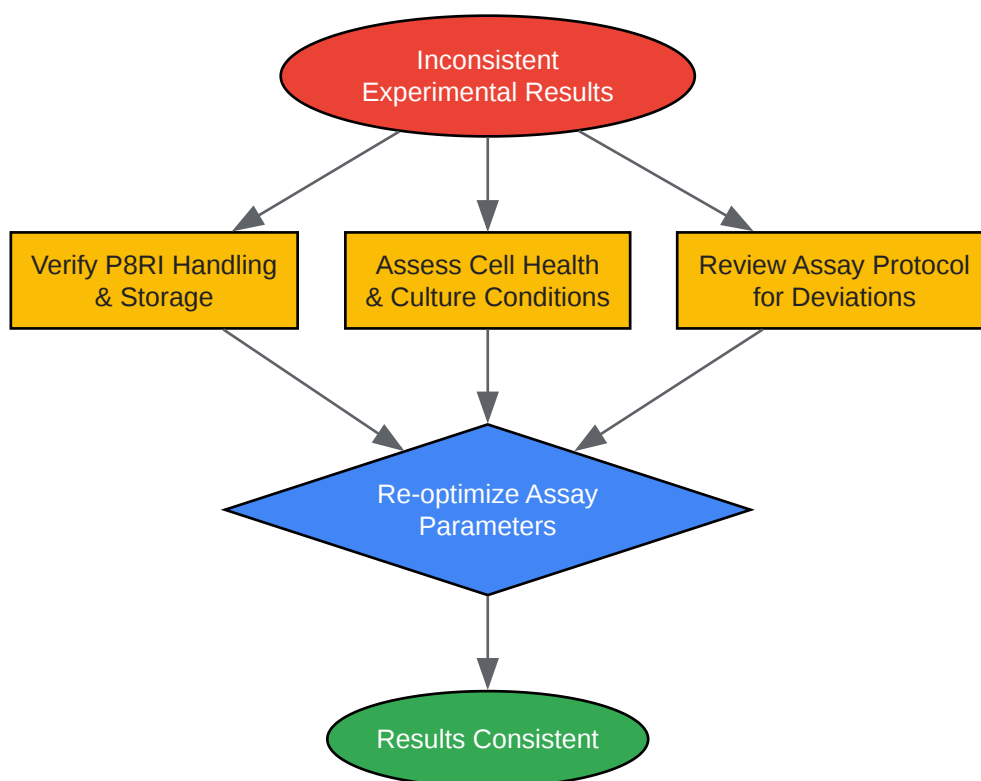 Inconsistent
Experimental Results
Verify P8RI Handling
& Storage
Assess Cell Health
& Culture Conditions
Review Assay Protocol
for Deviations
Re-optimize Assay
Parameters
Results Consistent